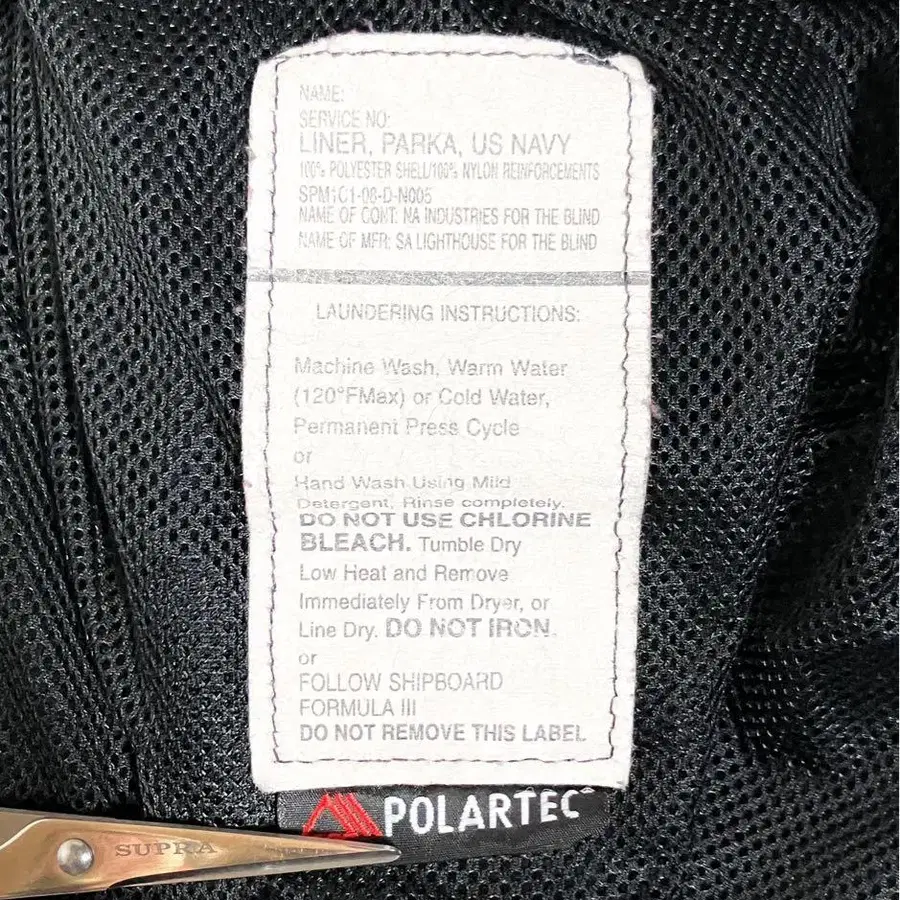 NAME:
SERVICE NO:
LINER, PARKA, US NAVY
100% POLYESTER SHELL/100% NYLON REINFORCEMENTS
SPM1C1-08-D-N005
NAME OF CONT: NA INDUSTRIES FOR THE BLIND
NAME OF MFR: SA LIGHTHOUSE FOR THE BLIND
LAUNDERING INSTRUCTIONS:
Machine Wash, Warm Water
(120°FMax) or Cold Water,
Permanent Press Cycle
or
Hand Wash Using Mild
Detergent, Rinse completely.
DO NOT USE CHLORINE
BLEACH. Tumble Dry
Low Heat and Remove
Immediately From Dryer, or
Line Dry. DO NOT IRON.
or
FOLLOW SHIPBOARD
FORMULA III
DO NOT REMOVE THIS LABEL
POLARTEC
SUPRA